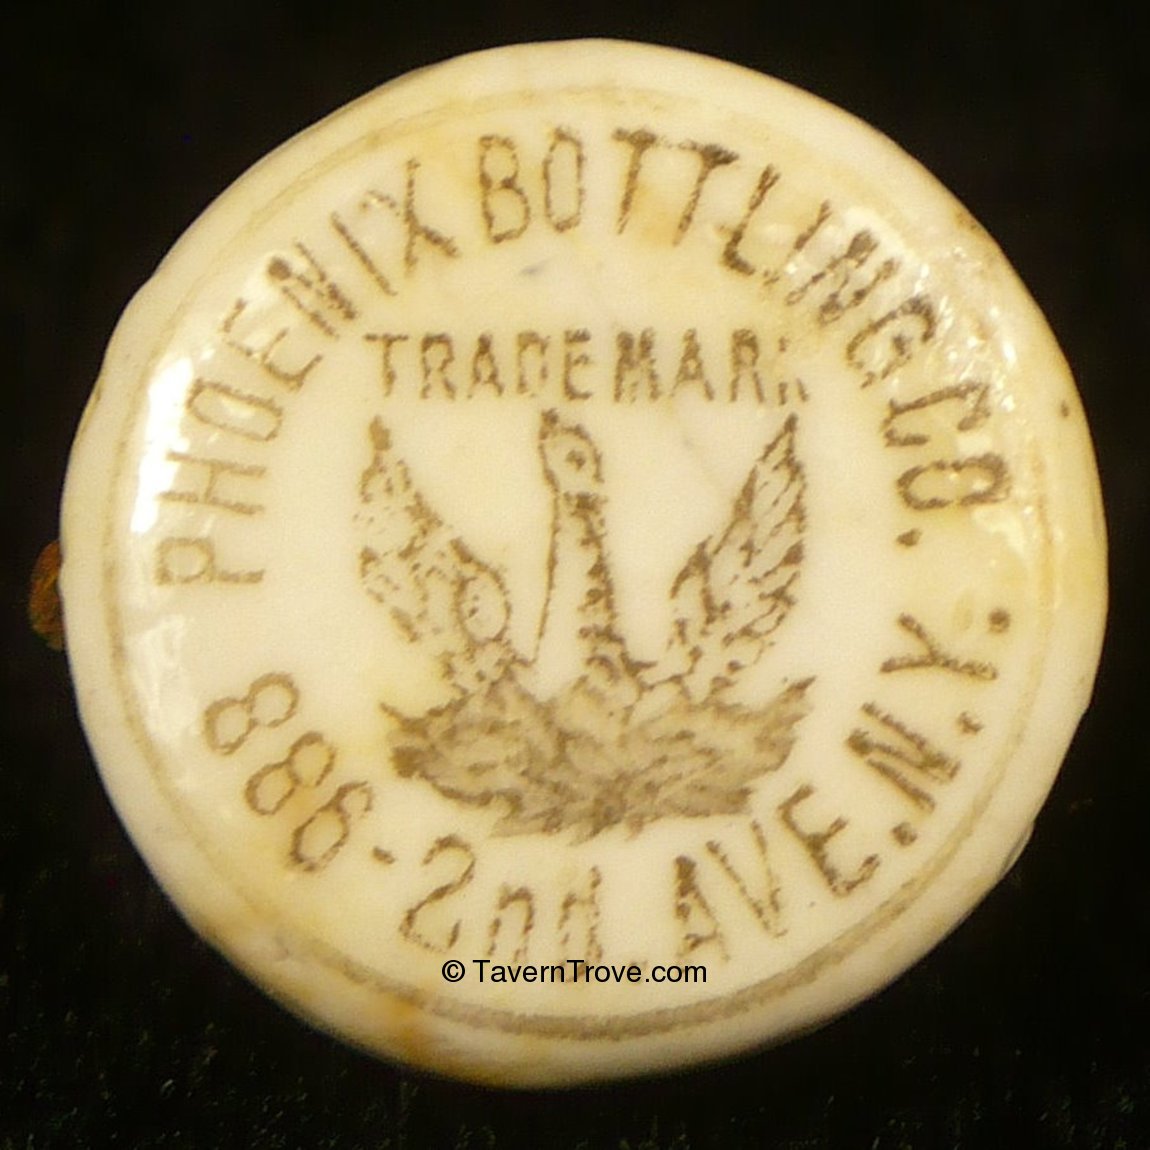 PHOENIX BOTTLING CO.
TRADEMARK
886-2nd. AVE. N.Y.
© TavernTrove.com